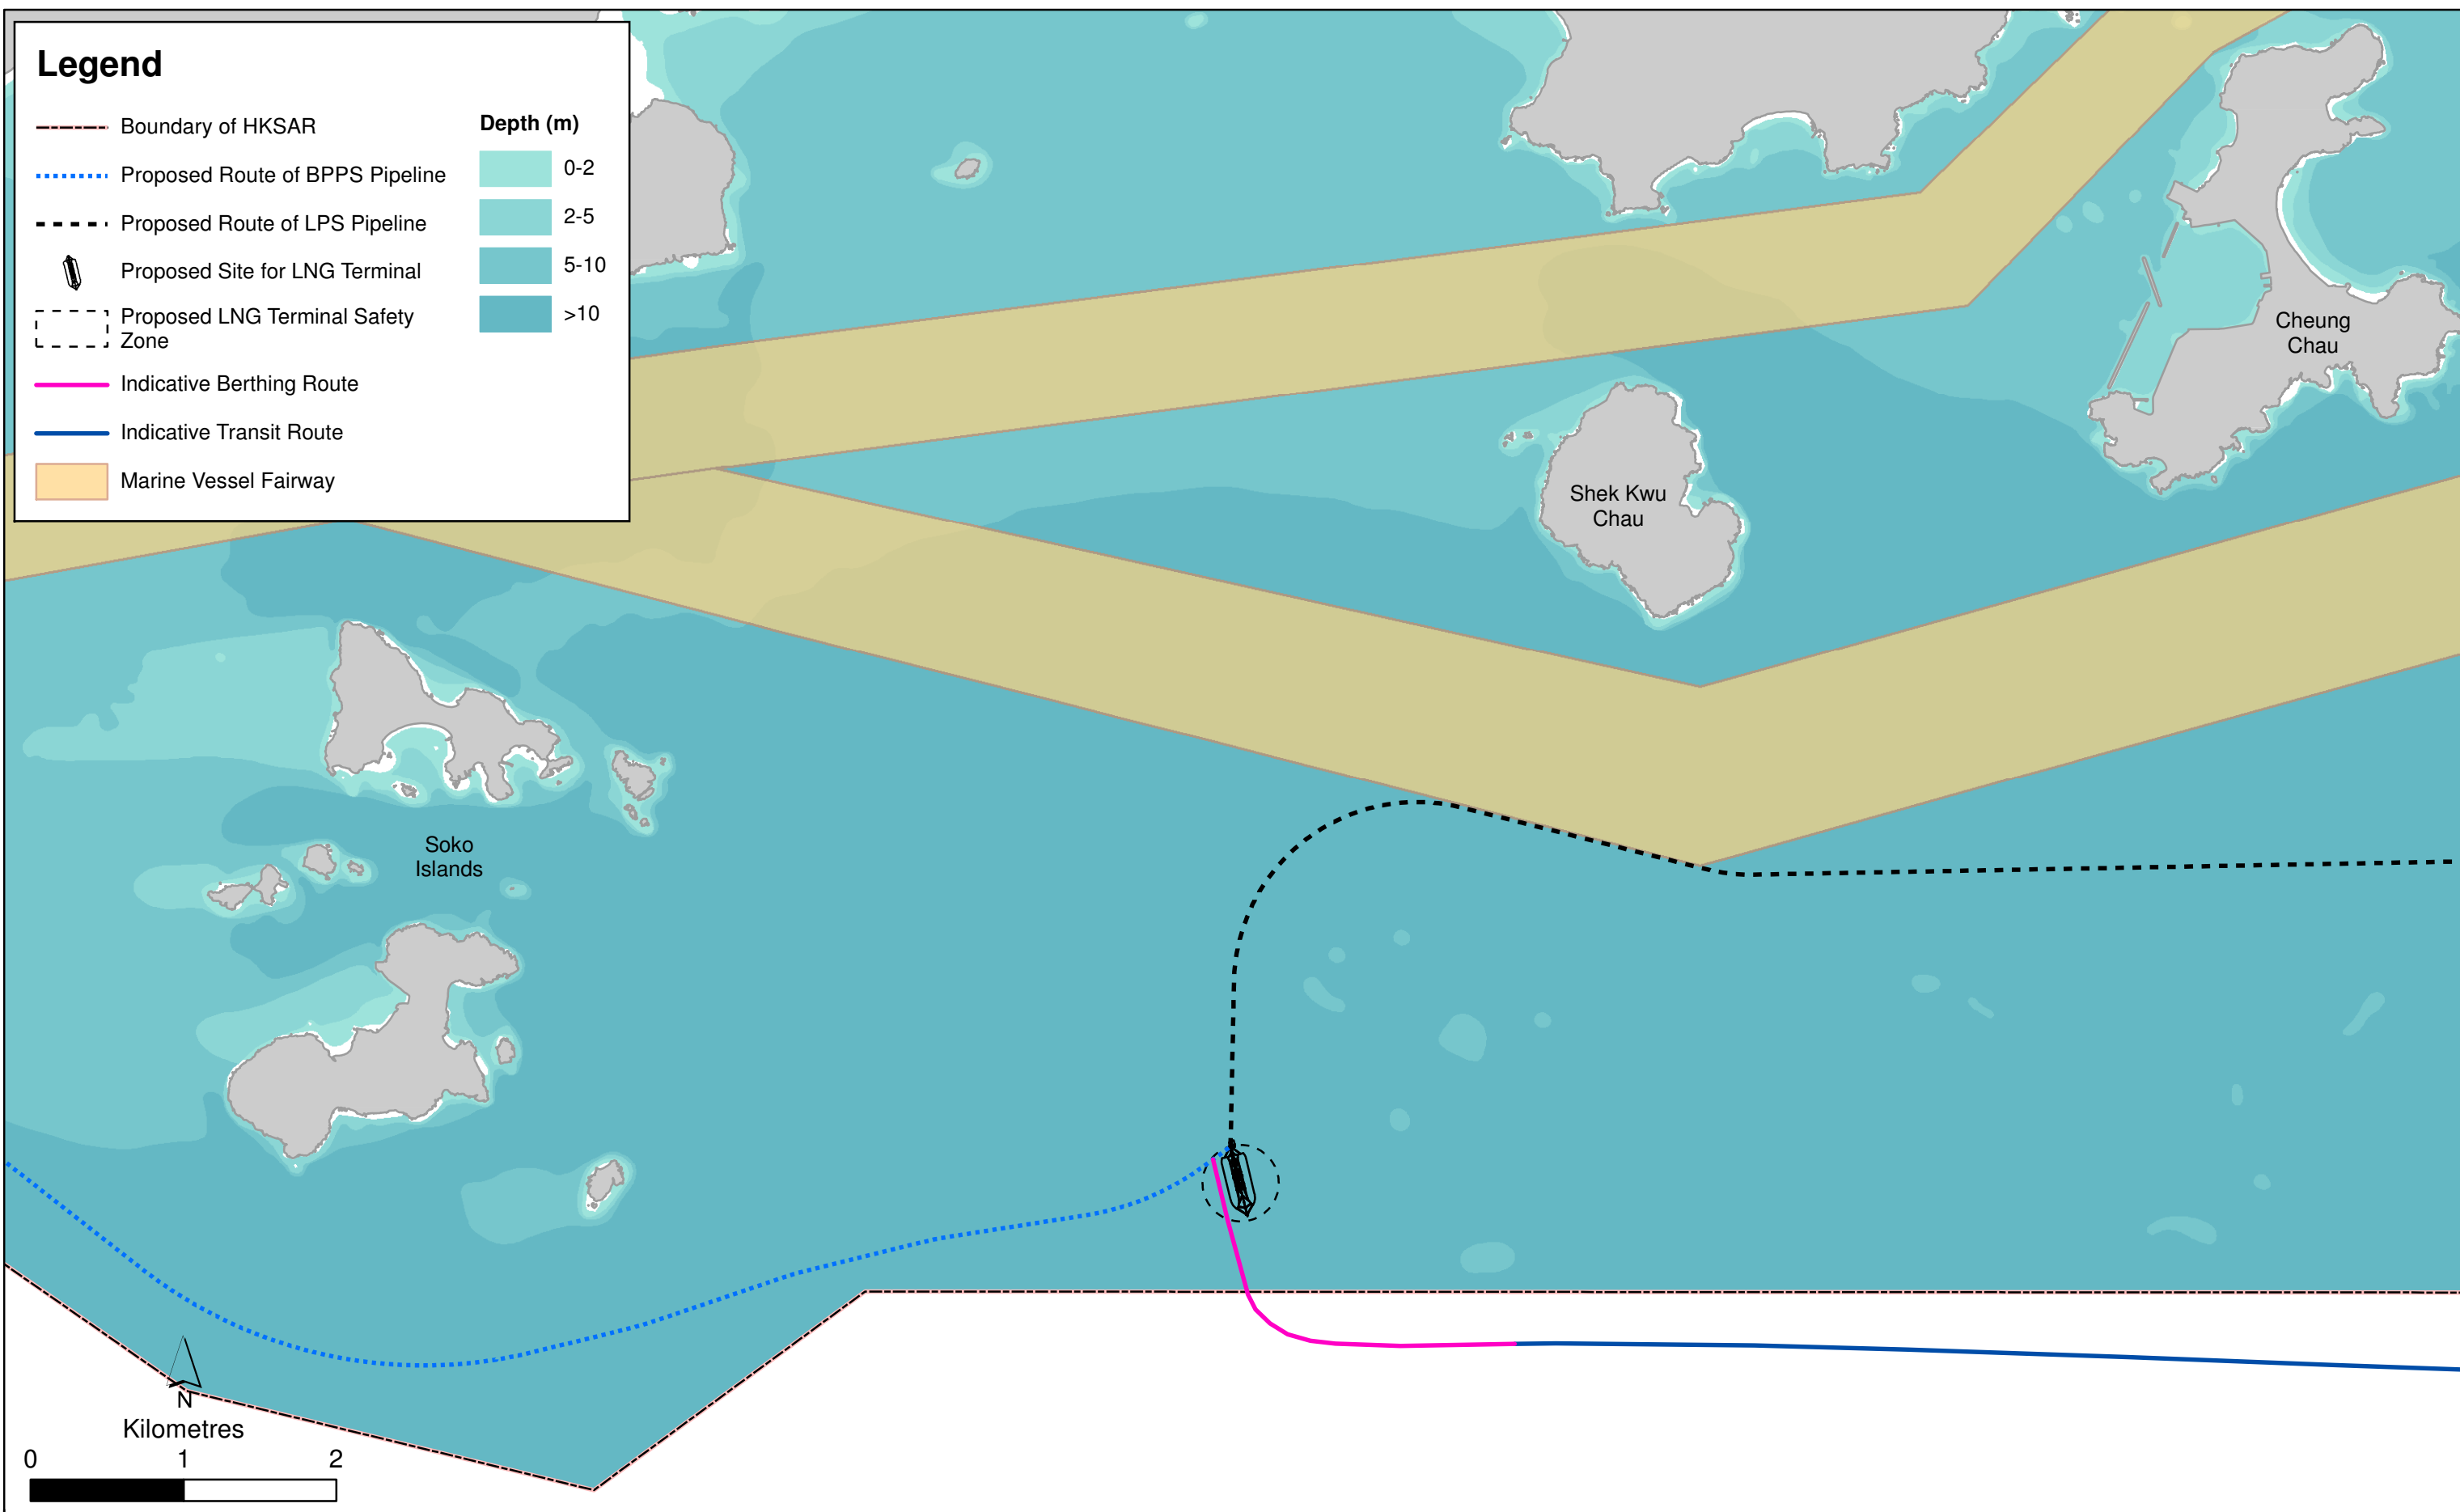 Legend
Boundary of HKSAR
Proposed Route of BPPS Pipeline
Proposed Route of LPS Pipeline
Proposed Site for LNG Terminal
Proposed LNG Terminal Safety
Zone
Indicative Berthing Route
Indicative Transit Route
Marine Vessel Fairway
Depth (m)
0-2
2-5
5-10
>10
Cheung
Chau
Shek Kwu
Chau
Soko
Islands
N
Kilometres
0 1 2